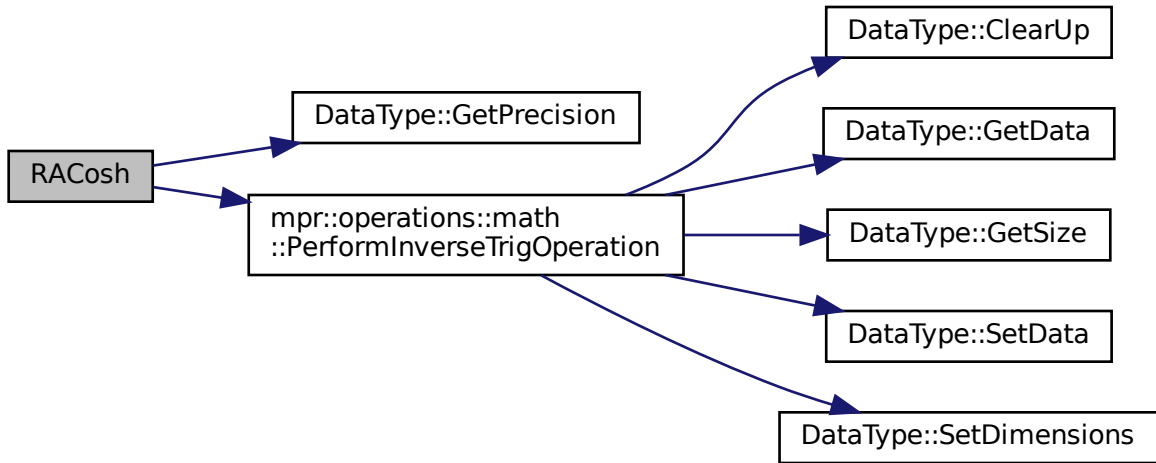 RACosh
DataType::GetPrecision
mpr::operations::math
::PerformInverseTrigOperation
DataType::ClearUp
DataType::GetData
DataType::GetSize
DataType::SetData
DataType::SetDimensions